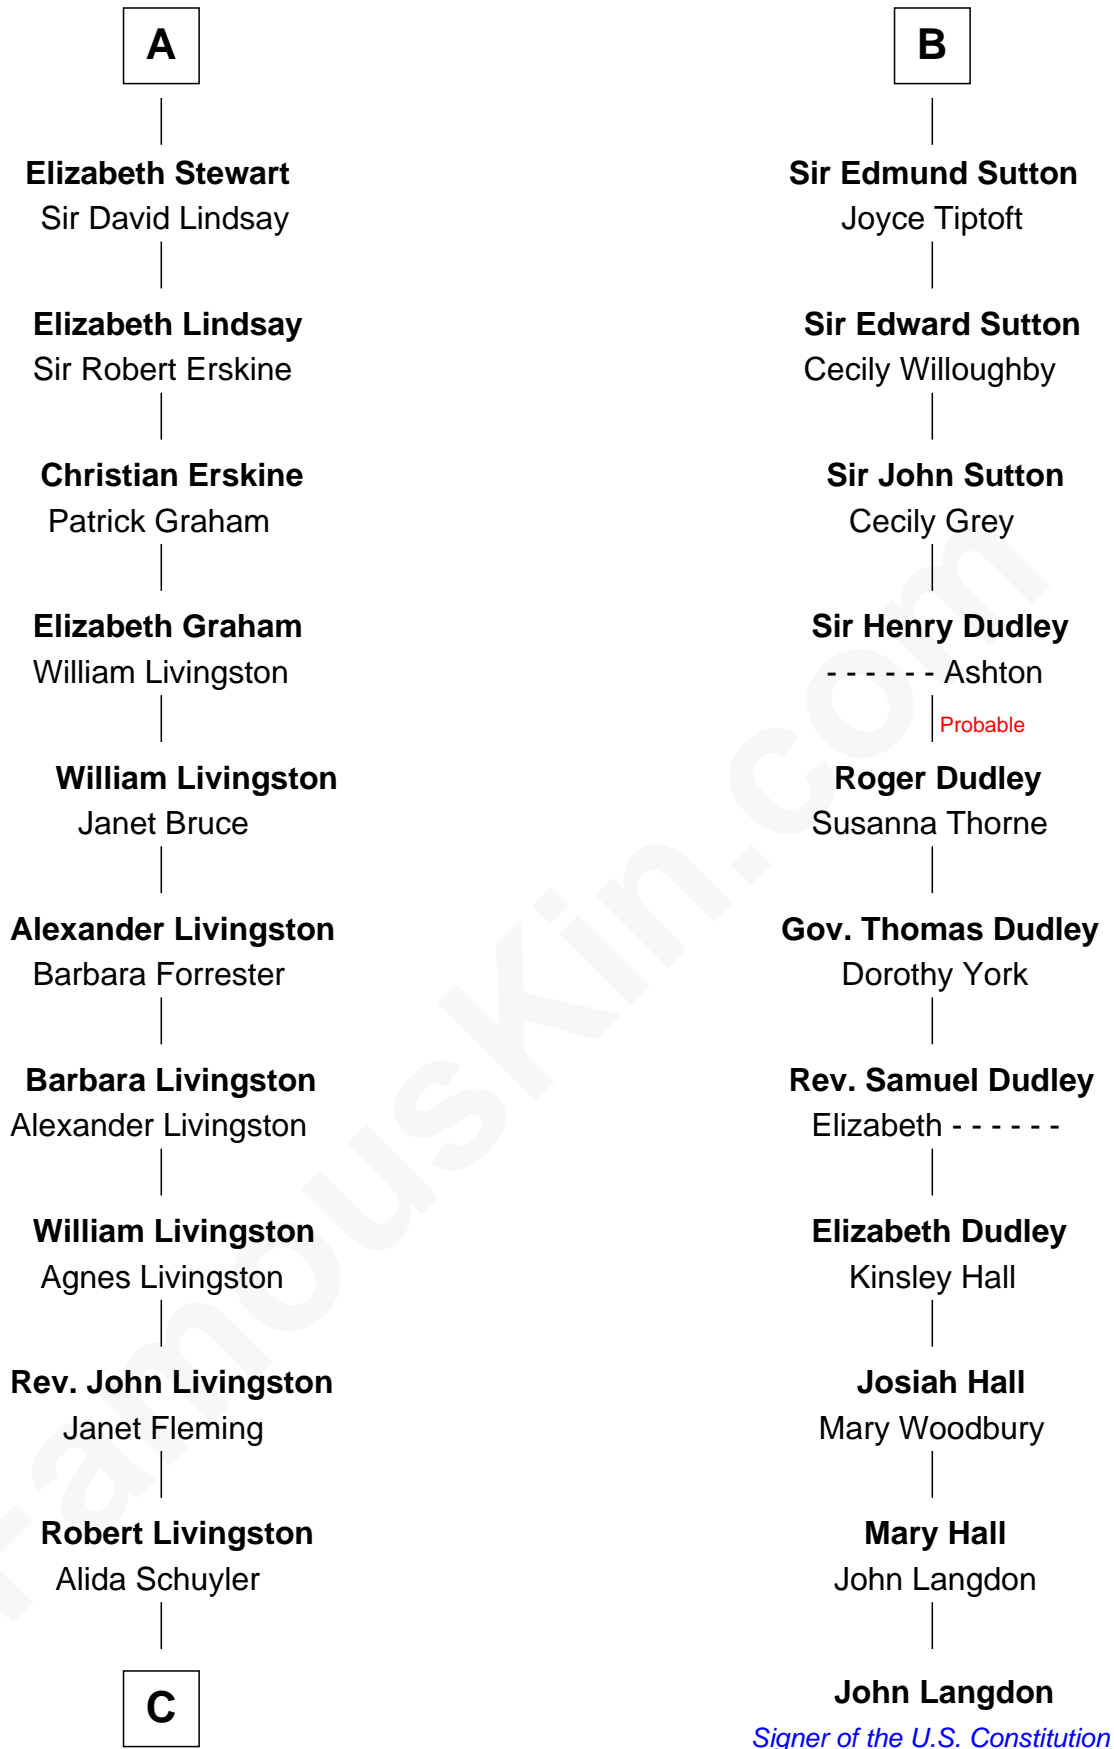 A
Elizabeth Stewart
Sir David Lindsay
Elizabeth Lindsay
Sir Robert Erskine
Christian Erskine
Patrick Graham
Elizabeth Graham
William Livingston
William Livingston
Janet Bruce
Alexander Livingston
Barbara Forrester
Barbara Livingston
Alexander Livingston
William Livingston
Agnes Livingston
Rev. John Livingston
Janet Fleming
Robert Livingston
Alida Schuyler
C
B
Sir Edmund Sutton
Joyce Tiptoft
Sir Edward Sutton
Cecily Willoughby
Sir John Sutton
Cecily Grey
Sir Henry Dudley
- - - - - - Ashton
Probable
Roger Dudley
Susanna Thorne
Gov. Thomas Dudley
Dorothy York
Rev. Samuel Dudley
Elizabeth - - - - - -
Elizabeth Dudley
Kinsley Hall
Josiah Hall
Mary Woodbury
Mary Hall
John Langdon
John Langdon
Signer of the U.S. Constitution
FamousKin.com